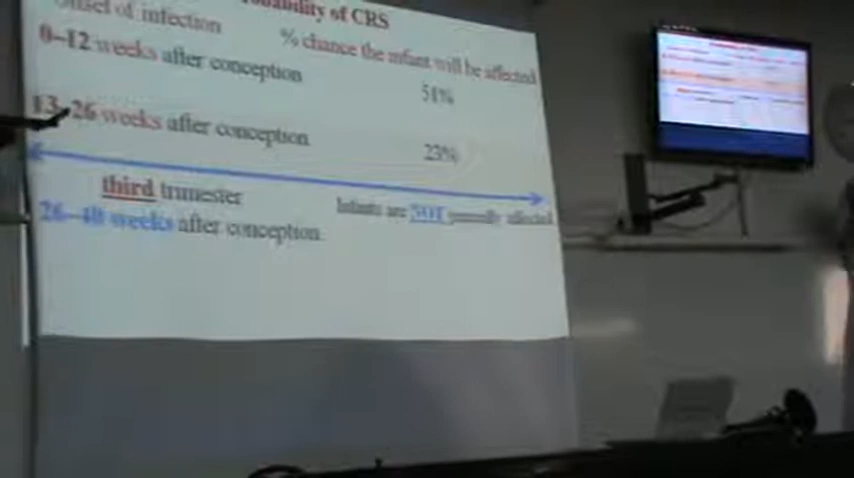 Onset of infection
Probability of CRS
% chance the infant will be affected
0–12 weeks after conception
51%
13–26 weeks after conception
23%
third trimester
Infants are NOT generally affected
26–40 weeks after conception.